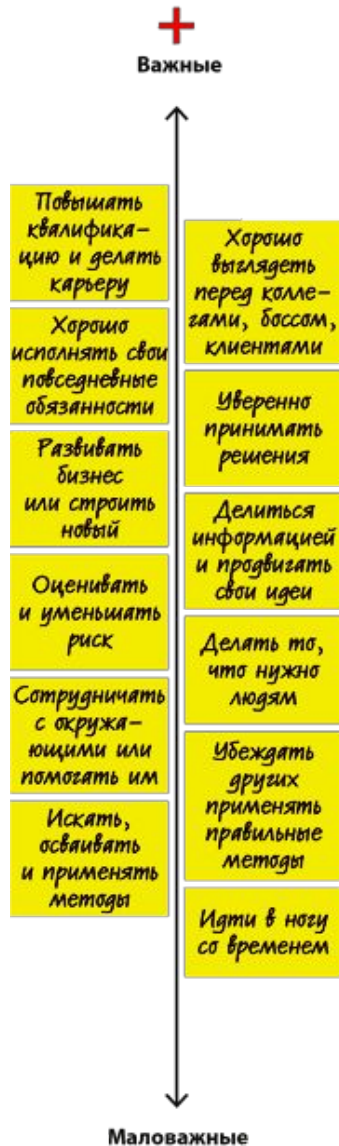 +
Важные
Повышать
квалифика-
цию и делать
карьеру
Хорошо
исполнять свои
повседневные
обязанности
Развивать
бизнес
или строить
новый
Оценивать
и уменьшать
риск
Сотрудничать
с окружа-
ющими или
помогать им
Искать,
осваивать
и применять
методы
Хорошо
выглядеть
перед колле-
гами, боссом,
клиентами
Уверенно
принимать
решения
Делиться
информацией
и продвигать
свои идеи
Делать то,
что нужно
людям
Убеждать
других
применять
правильные
методы
Идти в ногу
со временем
Маловажные